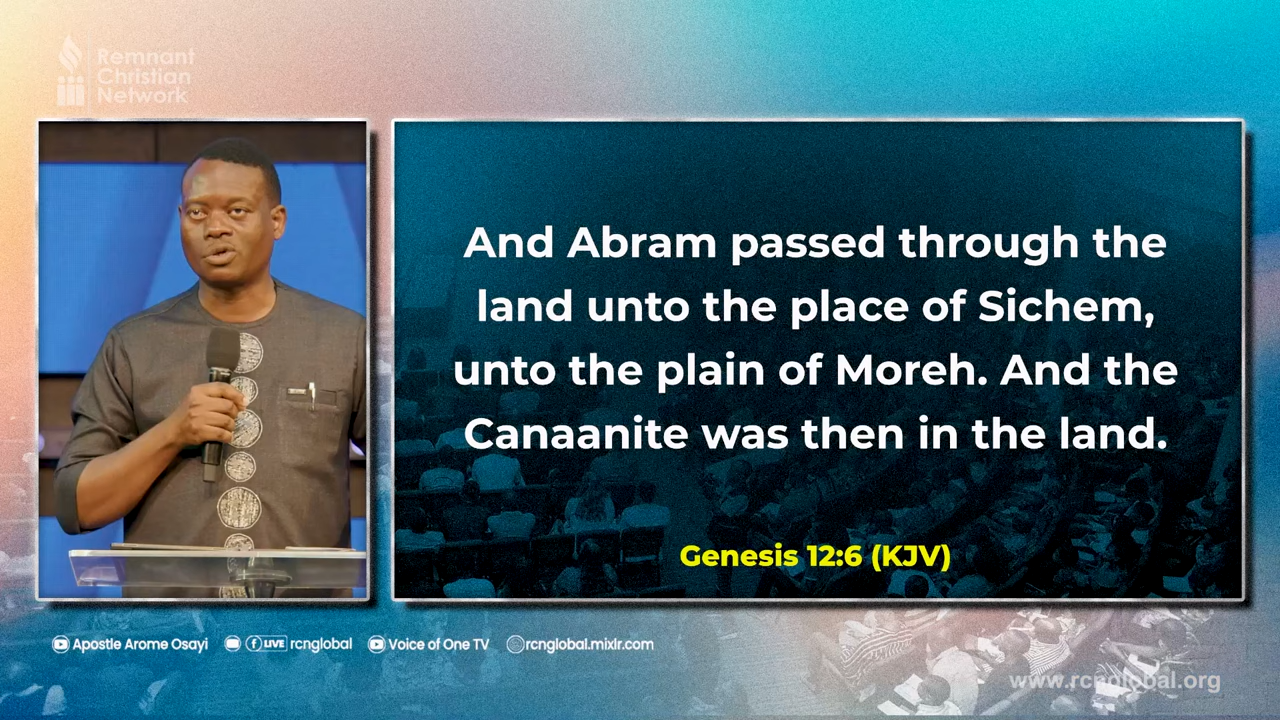 Remnant
Christian
Network
And Abram passed through the
land unto the place of Sichem,
unto the plain of Moreh. And the
Canaanite was then in the land.
Genesis 12:6 (KJV)
Apostle Arome Osayi LIVE rcnglobal Voice of One TV rcnglobal.mixlr.com
www.rcnglobal.org